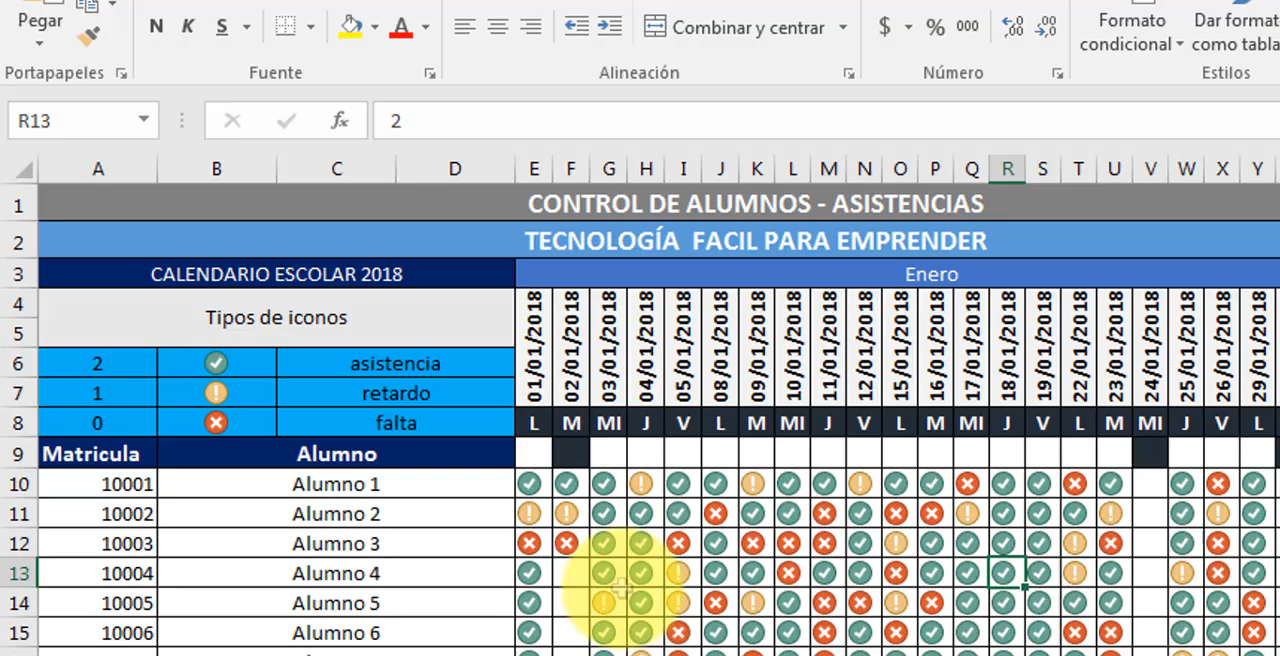 Pegar
N K S A
Combinar y centrar
$ % 000
Formato condicional
Dar format
como tabla
Portapapeles Fuente Alineación Número Estilos
R13 fx 2
A B C D E F G H I J K L M N O P Q R S T U V W X Y
1 CONTROL DE ALUMNOS - ASISTENCIAS
2 TECNOLOGÍA FACIL PARA EMPRENDER
3 CALENDARIO ESCOLAR 2018 Enero
4 Tipos de iconos 01/01/2018 02/01/2018 03/01/2018 04/01/2018 05/01/2018 08/01/2018 09/01/2018 10/01/2018 11/01/2018 12/01/2018 15/01/2018 16/01/2018 17/01/2018 18/01/2018 19/01/2018 22/01/2018 23/01/2018 24/01/2018 25/01/2018 26/01/2018 29/01/2018
5
6 2 asistencia
7 1 retardo
8 0 falta L M MI J V L M MI J V L M MI J V L M MI J V L
9 Matricula Alumno
10 10001 Alumno 1
11 10002 Alumno 2
12 10003 Alumno 3
13 10004 Alumno 4
14 10005 Alumno 5
15 10006 Alumno 6